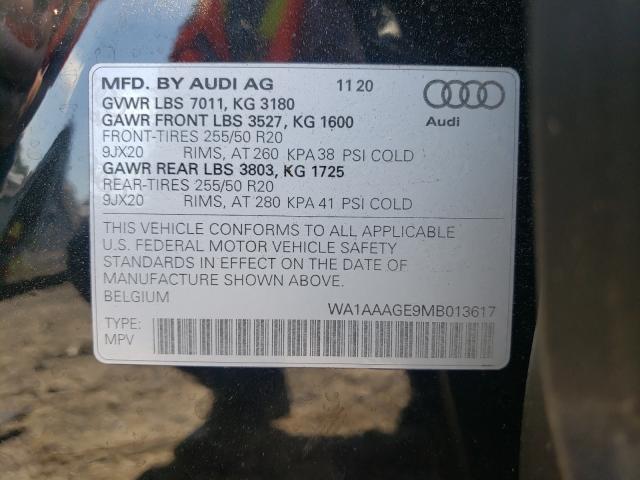 MFD. BY AUDI AG 11 20
GVWR LBS 7011, KG 3180
GAWR FRONT LBS 3527, KG 1600
FRONT-TIRES 255/50 R20
9JX20 RIMS, AT 260 KPA 38 PSI COLD
GAWR REAR LBS 3803, KG 1725
REAR-TIRES 255/50 R20
9JX20 RIMS, AT 280 KPA 41 PSI COLD
Audi
THIS VEHICLE CONFORMS TO ALL APPLICABLE
U.S. FEDERAL MOTOR VEHICLE SAFETY
STANDARDS IN EFFECT ON THE DATE OF
MANUFACTURE SHOWN ABOVE.
BELGIUM
WA1AAAGE9MB013617
TYPE:
MPV